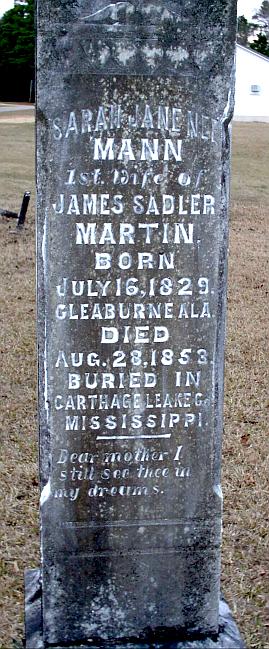 SARAH JANE NEE
MANN
1st. Wife of
JAMES SADLER
MARTIN.
BORN
JULY 16, 1829.
GLEABURNE ALA.
DIED
AUG. 28, 1853.
BURIED IN
CARTHAGE LEAKE Co.
MISSISSIPPI.
Dear mother I
still see thee in
my dreams.